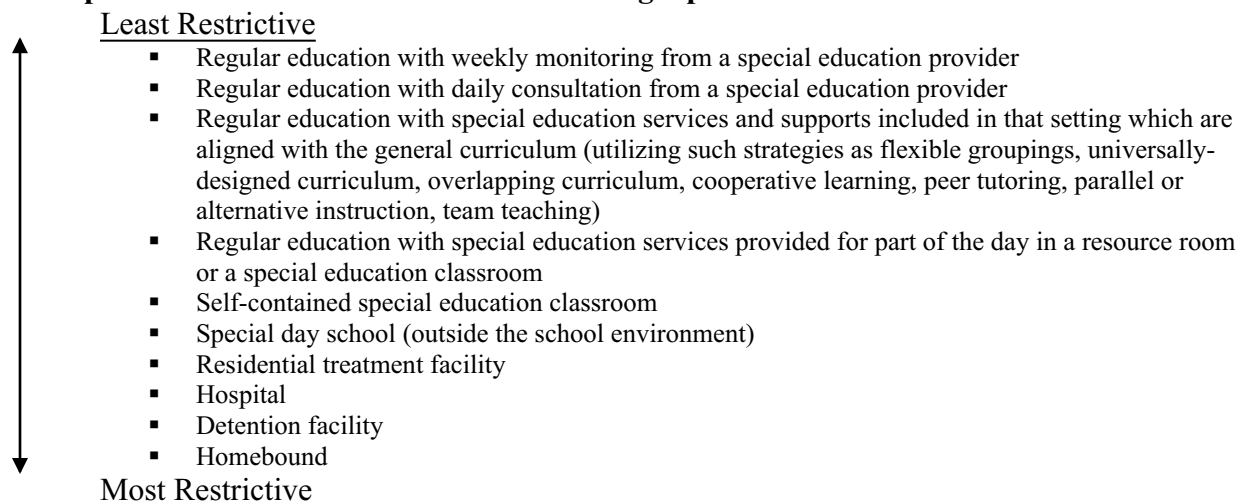 Least Restrictive
▪ Regular education with weekly monitoring from a special education provider
▪ Regular education with daily consultation from a special education provider
▪ Regular education with special education services and supports included in that setting which are
aligned with the general curriculum (utilizing such strategies as flexible groupings, universally-
designed curriculum, overlapping curriculum, cooperative learning, peer tutoring, parallel or
alternative instruction, team teaching)
▪ Regular education with special education services provided for part of the day in a resource room
or a special education classroom
▪ Self-contained special education classroom
▪ Special day school (outside the school environment)
▪ Residential treatment facility
▪ Hospital
▪ Detention facility
▪ Homebound
Most Restrictive